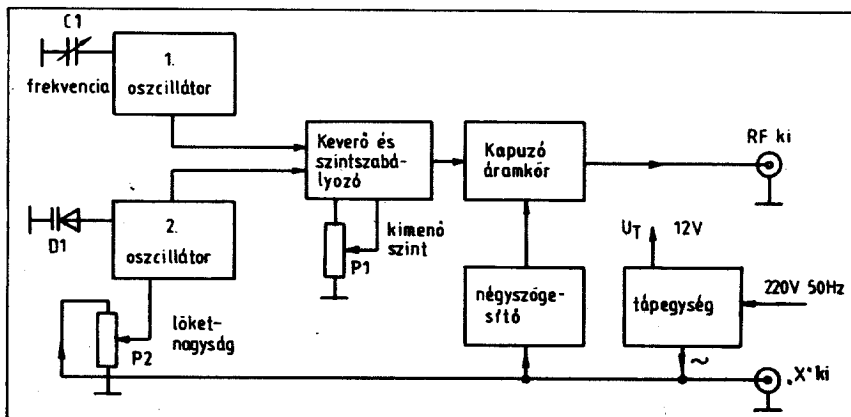 C1
frekvencia
1.
oszcillátor
Keverő és
szintszabá-
lyozó
Kapuzó
áramkör
RF ki
D1
2.
oszcillátor
P1
kimenő
szint
U_T 12V
négyszöge-
sítő
tápegység
220V 50Hz
P2
löket-
nagyság
~
„X" ki